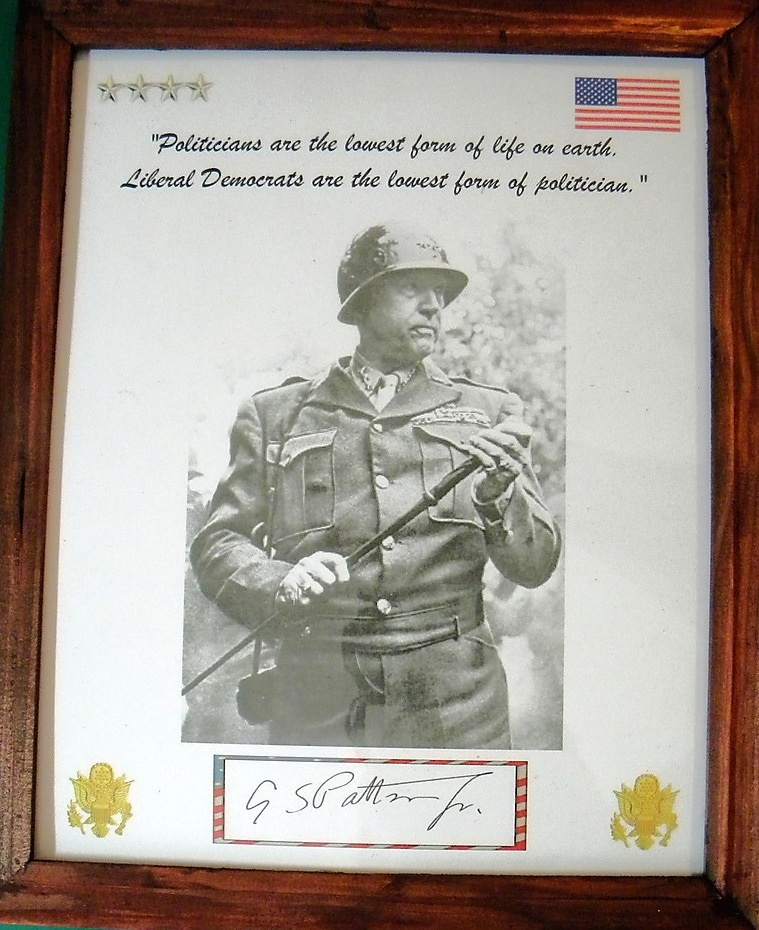 "Politicians are the lowest form of life on earth.
Liberal Democrats are the lowest form of politician."
G S Patton Jr.